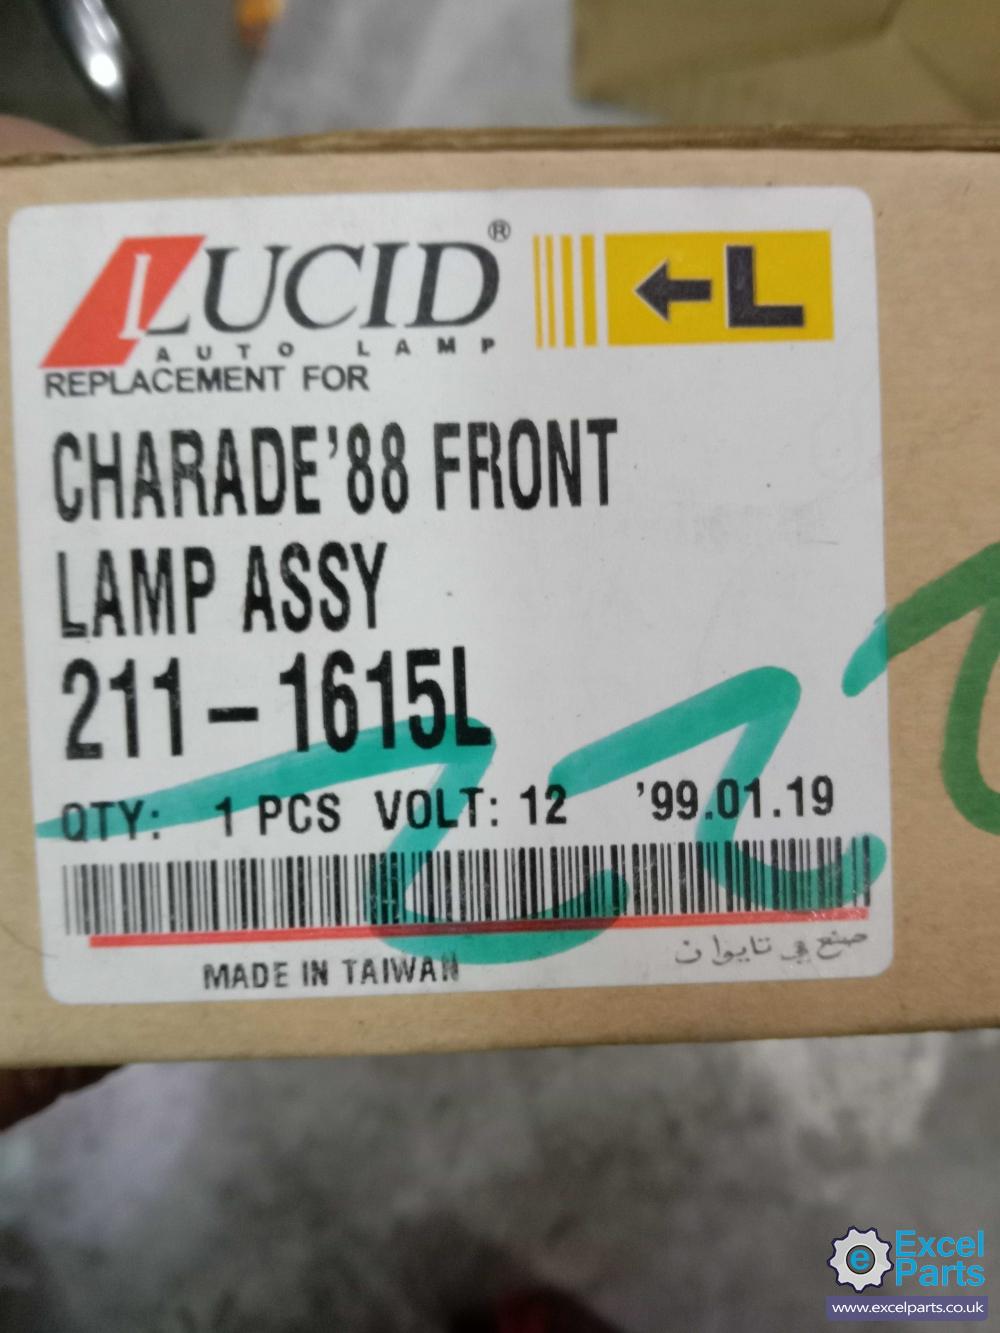 LUCID®
AUTO LAMP
← L
REPLACEMENT FOR
CHARADE'88 FRONT
LAMP ASSY
211-1615L
QTY: 1 PCS VOLT: 12 '99.01.19
MADE IN TAIWAN
صنع في تايوان
22
e Excel
Parts
www.excelparts.co.uk